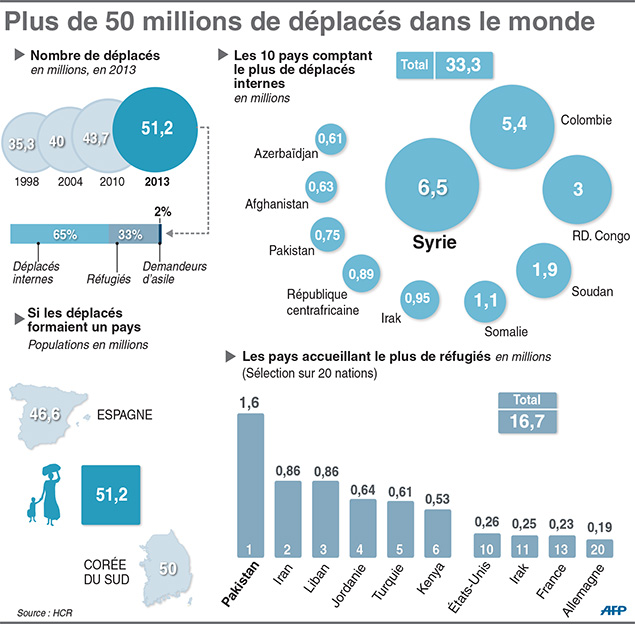 Plus de 50 millions de déplacés dans le monde
Nombre de déplacés
en millions, en 2013
35,3
40
43,7
51,2
1998
2004
2010
2013
2%
65%
33%
Déplacés
internes
Réfugiés
Demandeurs
d'asile
Si les déplacés
formaient un pays
Populations en millions
46,6
ESPAGNE
51,2
CORÉE
DU SUD
50
Les 10 pays comptant
le plus de déplacés
internes
en millions
Total
33,3
6,5
Syrie
5,4
Colombie
3
RD. Congo
1,9
Soudan
1,1
Somalie
0,95
Irak
0,89
République
centrafricaine
0,75
Pakistan
0,63
Afghanistan
0,61
Azerbaïdjan
Les pays accueillant le plus de réfugiés en millions
(Sélection sur 20 nations)
Total
16,7
1,6
0,86
0,86
0,64
0,61
0,53
0,26
0,25
0,23
0,19
1
2
3
4
5
6
10
11
13
20
Pakistan
Iran
Liban
Jordanie
Turquie
Kenya
États-Unis
Irak
France
Allemagne
Source : HCR
AFP